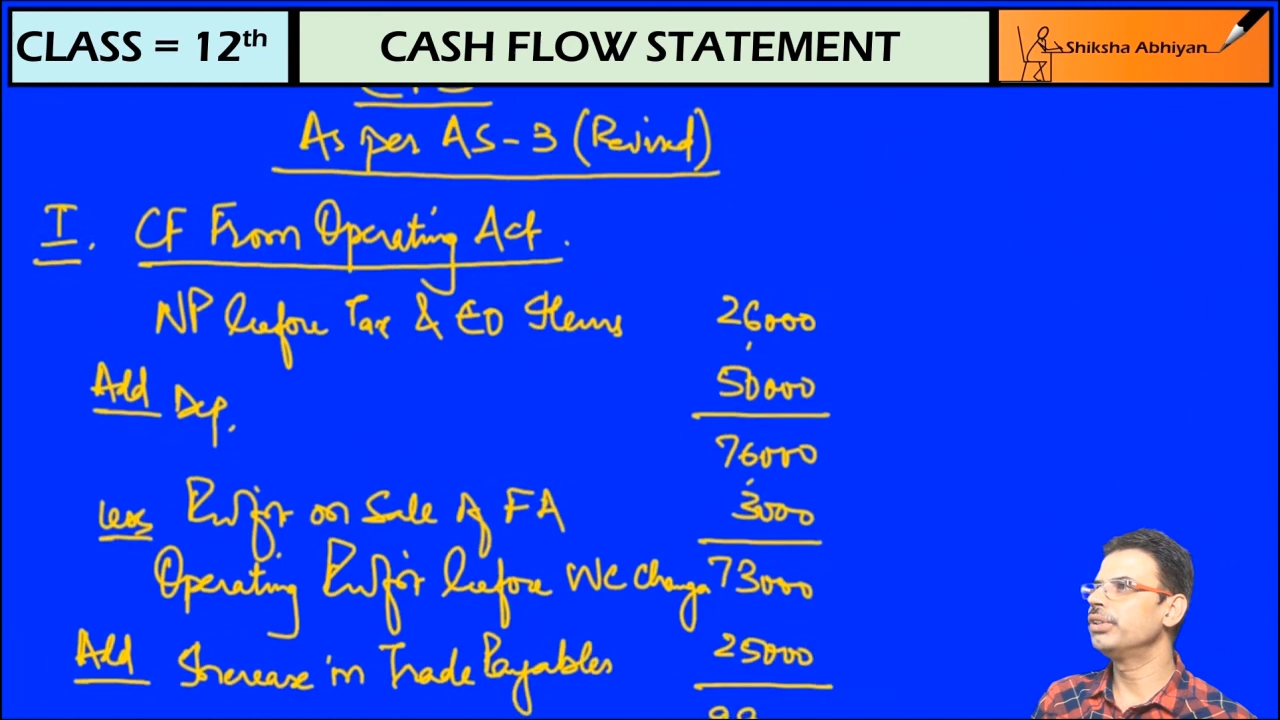 CLASS = 12th
CASH FLOW STATEMENT
Shiksha Abhiyan
As per AS-3 (Revised)
I. CF From Operating Act.
NP before Tax & EO Items 26000
Add Dep. 50000
76000
Less Profit on Sale of FA 3000
Operating Profit before WC Changes 73000
Add Increase in Trade Payables 25000